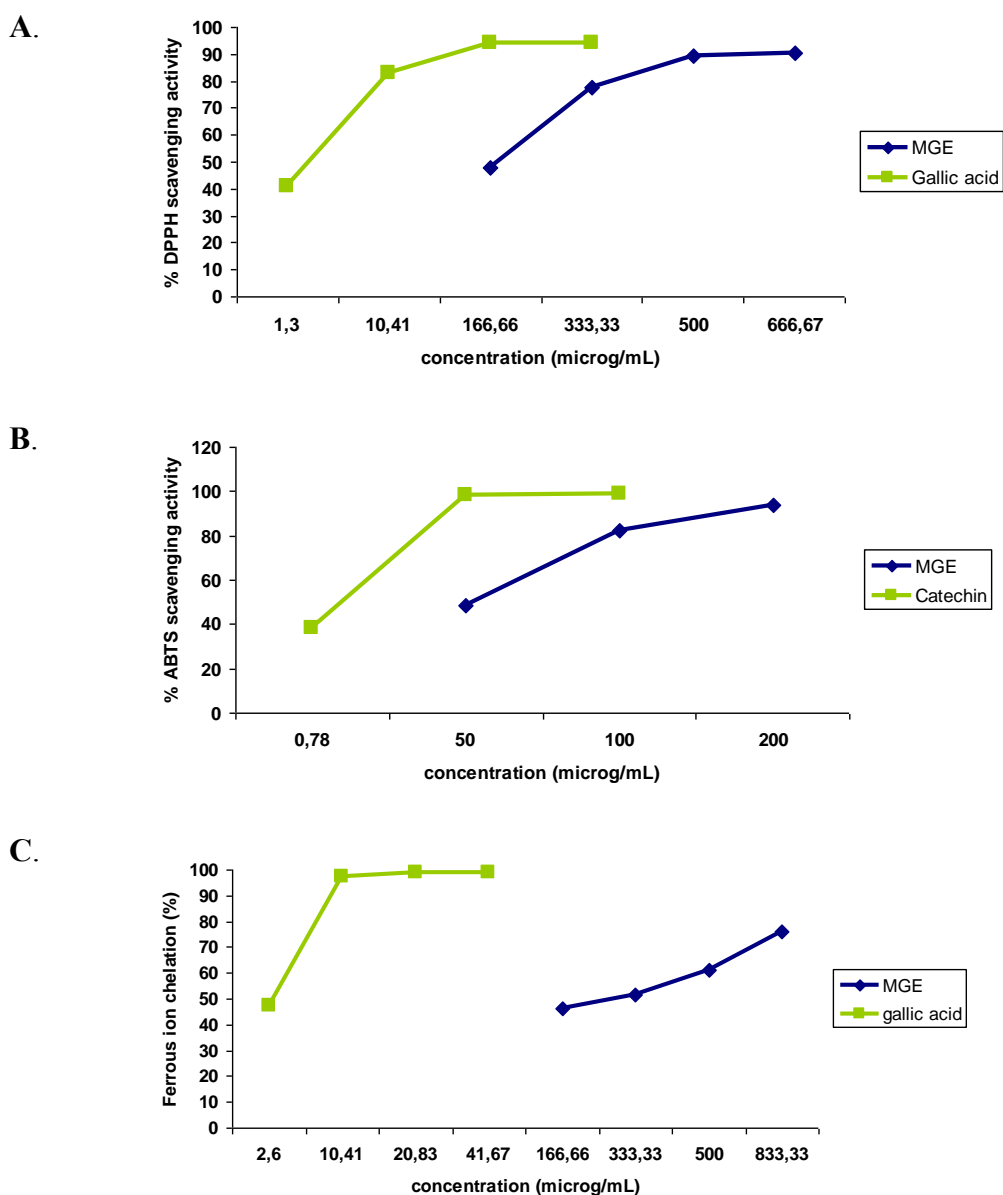 A.
100
90
80
70
60
50
40
30
20
10
0
% DPPH scavenging activity
1,3 10,41 166,66 333,33 500 666,67
concentration (microg/mL)
MGE
Gallic acid
B.
120
100
80
60
40
20
0
% ABTS scavenging activity
0,78 50 100 200
concentration (microg/mL)
MGE
Catechin
C.
100
90
80
70
60
50
40
30
20
10
0
Ferrous ion chelation (%)
2,6 10,41 20,83 41,67 166,66 333,33 500 833,33
concentration (microg/mL)
MGE
gallic acid